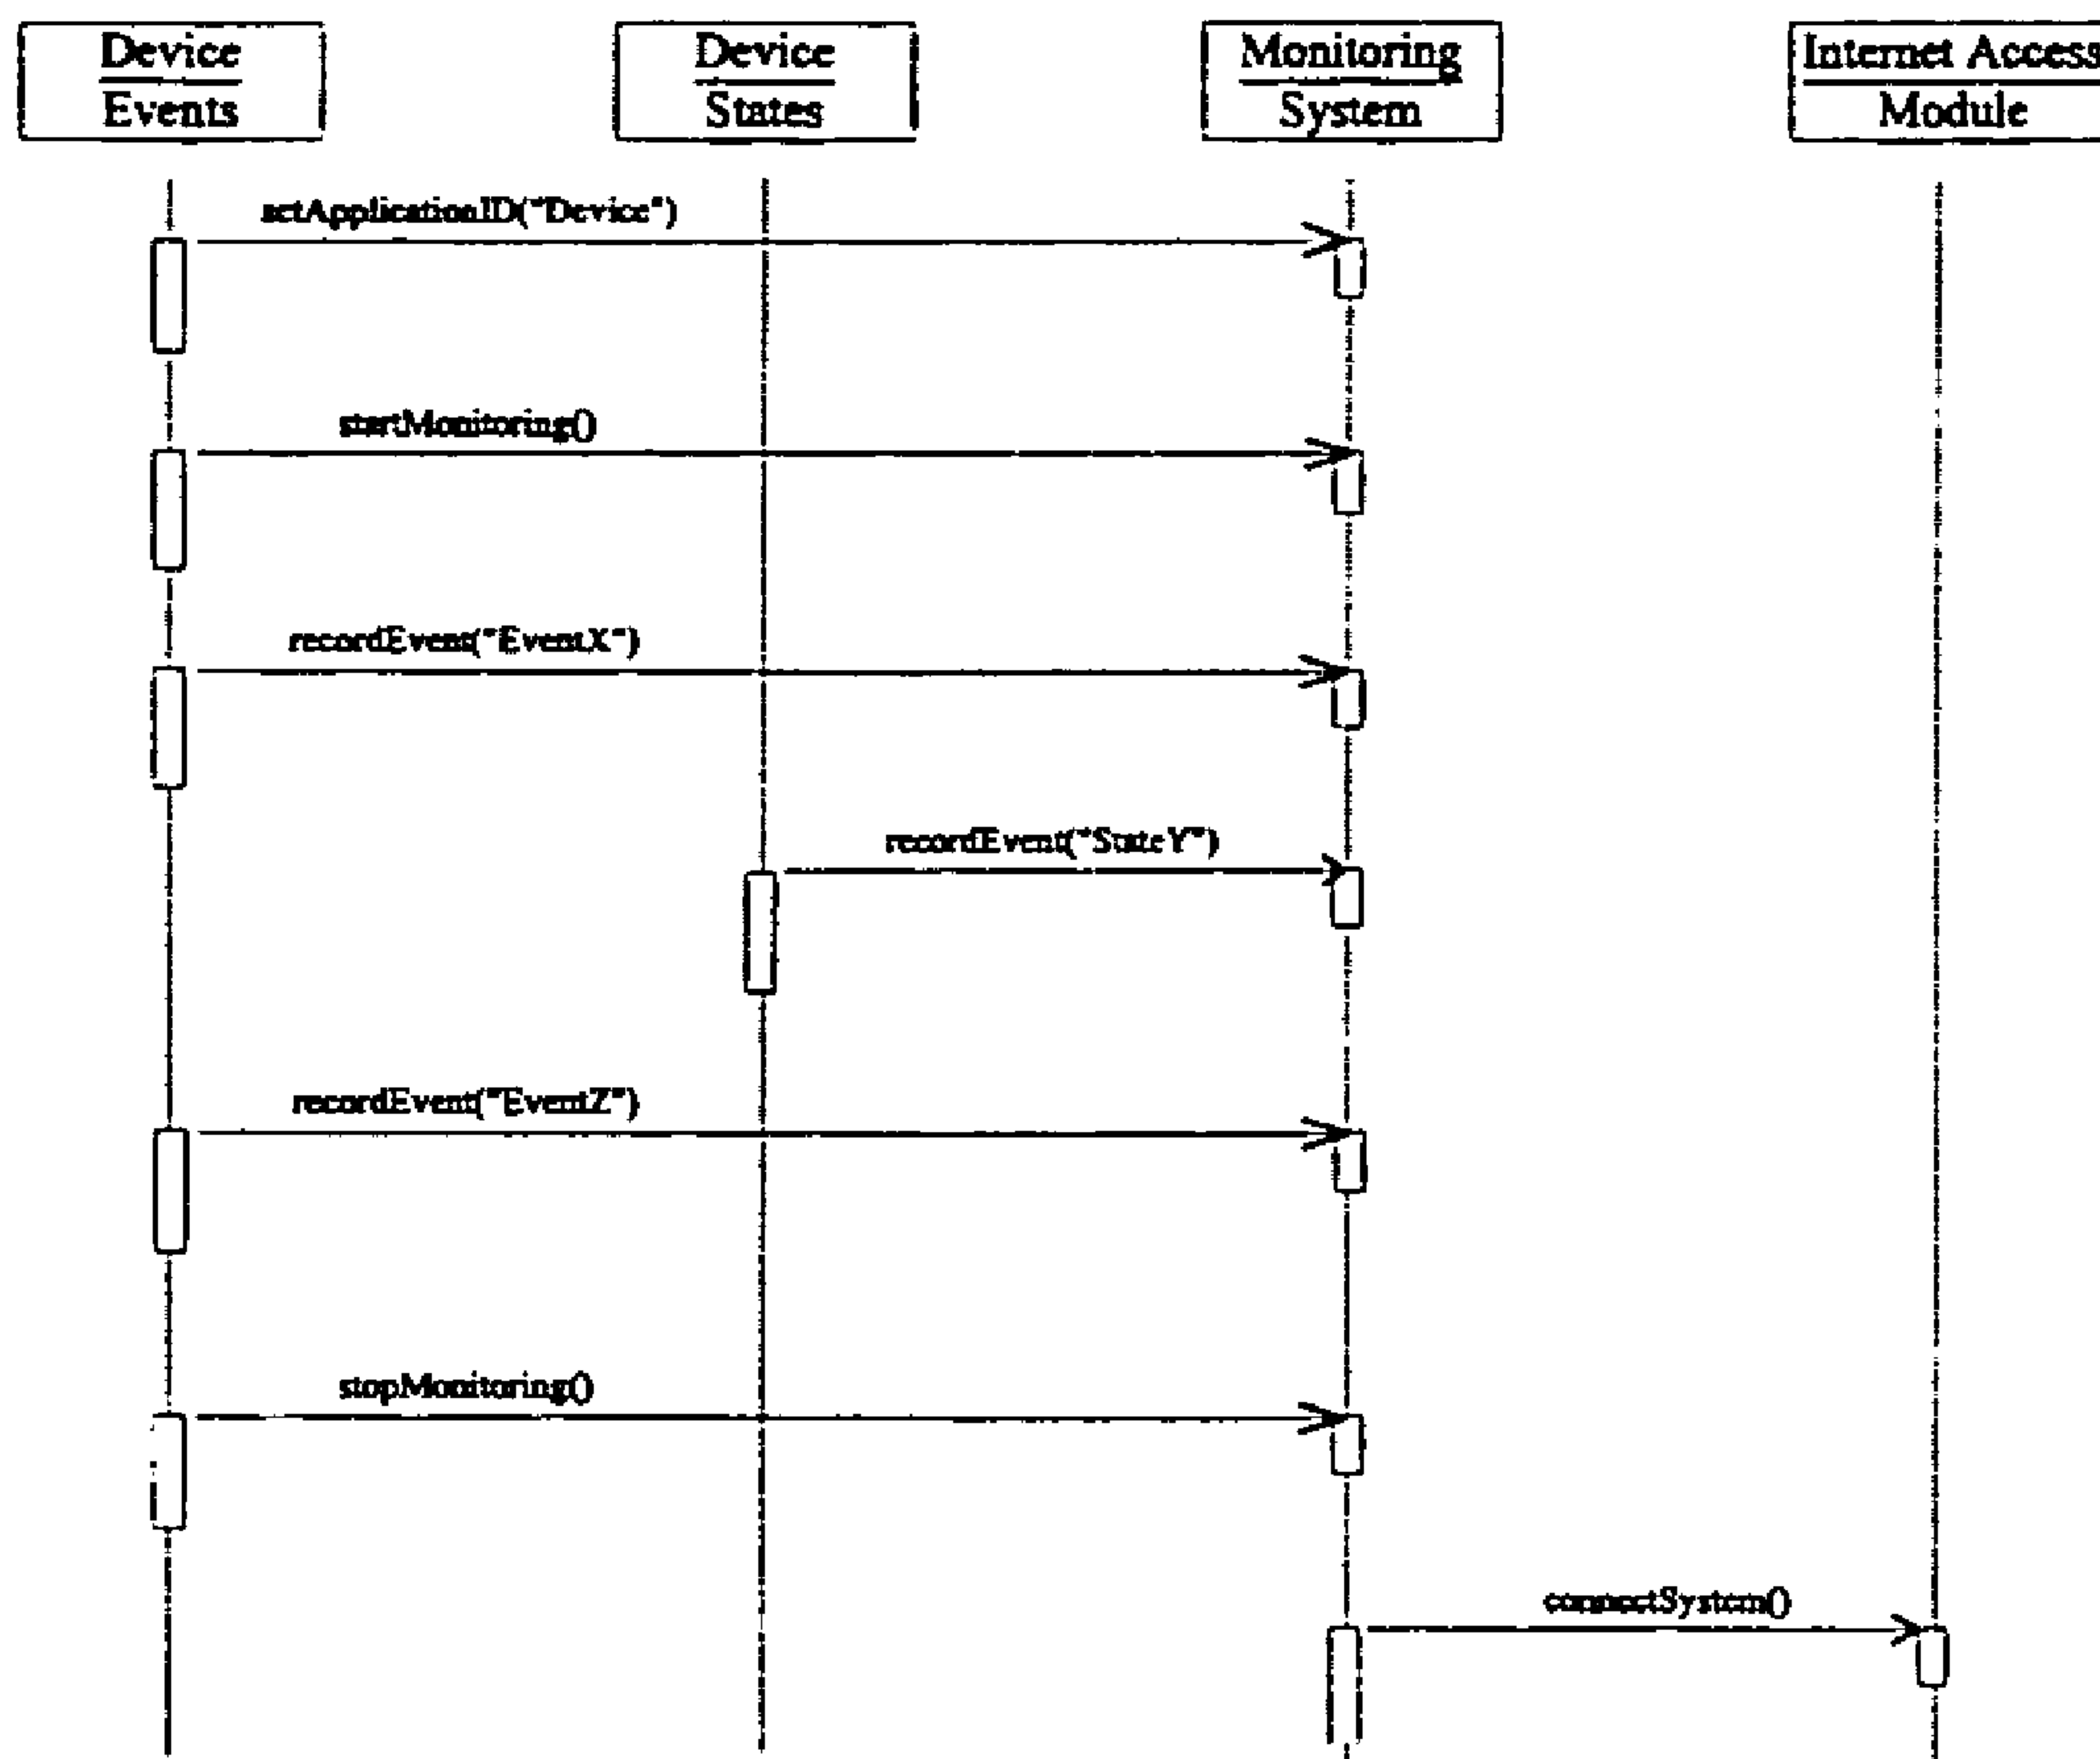 Device
Events
Device
States
Monitoring
System
Internet Access
Module
setApplicationID("Device")
startMonitoring()
recordEvent("EventX")
recordEvent("StateY")
recordEvent("EventZ")
stopMonitoring()
connectSystem()